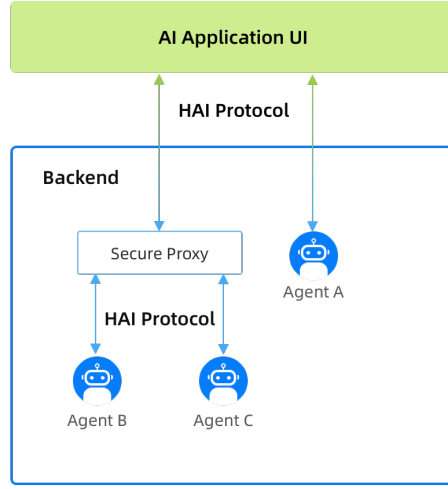 AI Application UI
HAI Protocol
Backend
Secure Proxy
Agent A
HAI Protocol
Agent B
Agent C